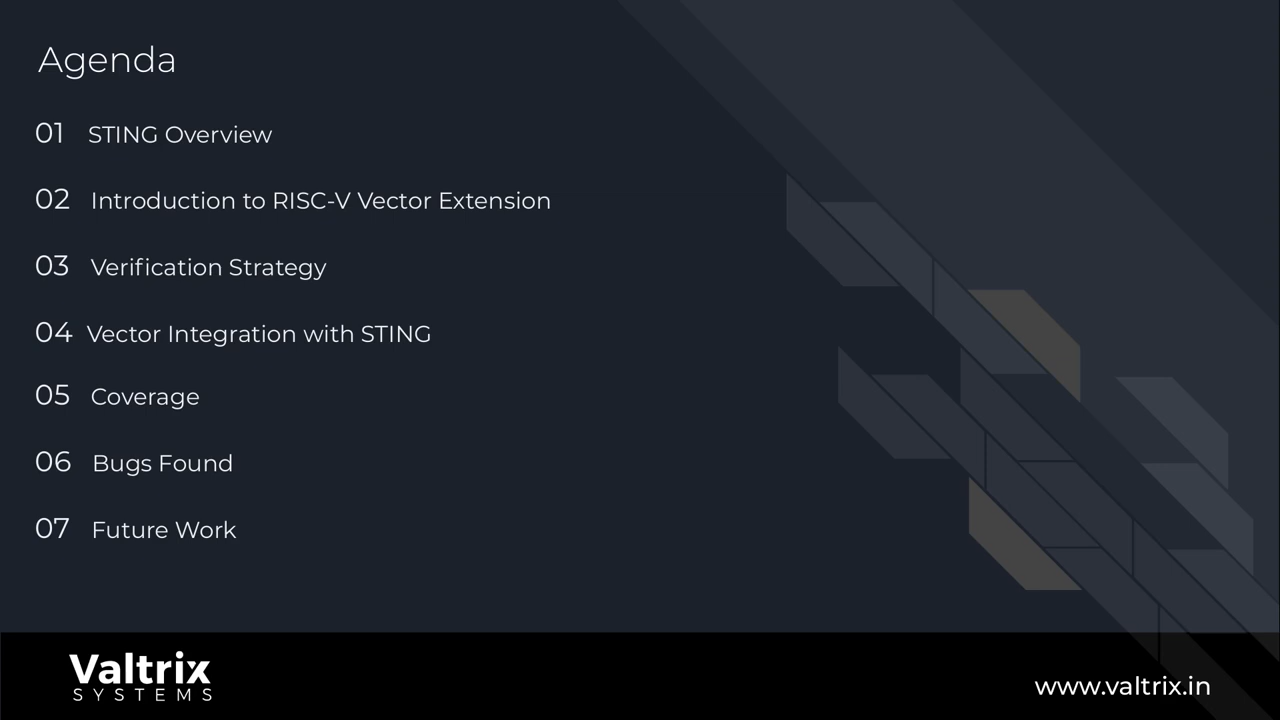 Agenda
01 STING Overview
02 Introduction to RISC-V Vector Extension
03 Verification Strategy
04 Vector Integration with STING
05 Coverage
06 Bugs Found
07 Future Work
Valtrix
SYSTEMS
www.valtrix.in